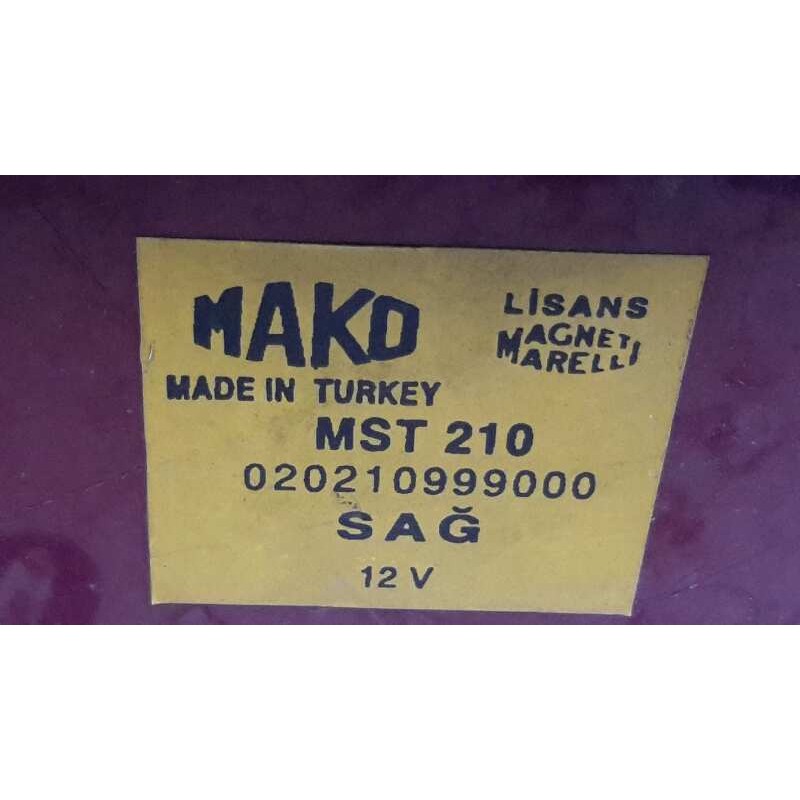 MAKO
LİSANS
MAGNETI
MARELLI
MADE IN TURKEY
MST 210
020210999000
SAĞ
12 V